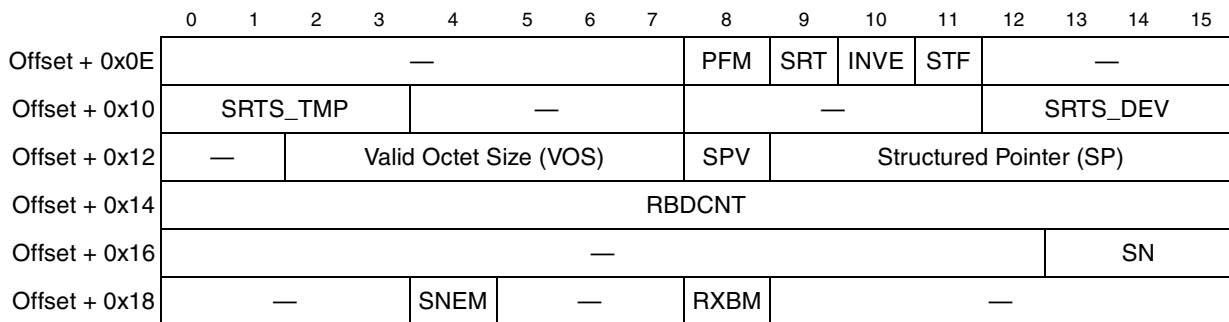 0 1 2 3 4 5 6 7 8 9 10 11 12 13 14 15
Offset + 0x0E — PFM SRT INVE STF —
Offset + 0x10 SRTS_TMP — — SRTS_DEV
Offset + 0x12 — Valid Octet Size (VOS) SPV Structured Pointer (SP)
Offset + 0x14 RBDCNT
Offset + 0x16 — SN
Offset + 0x18 — SNEM — RXBM —